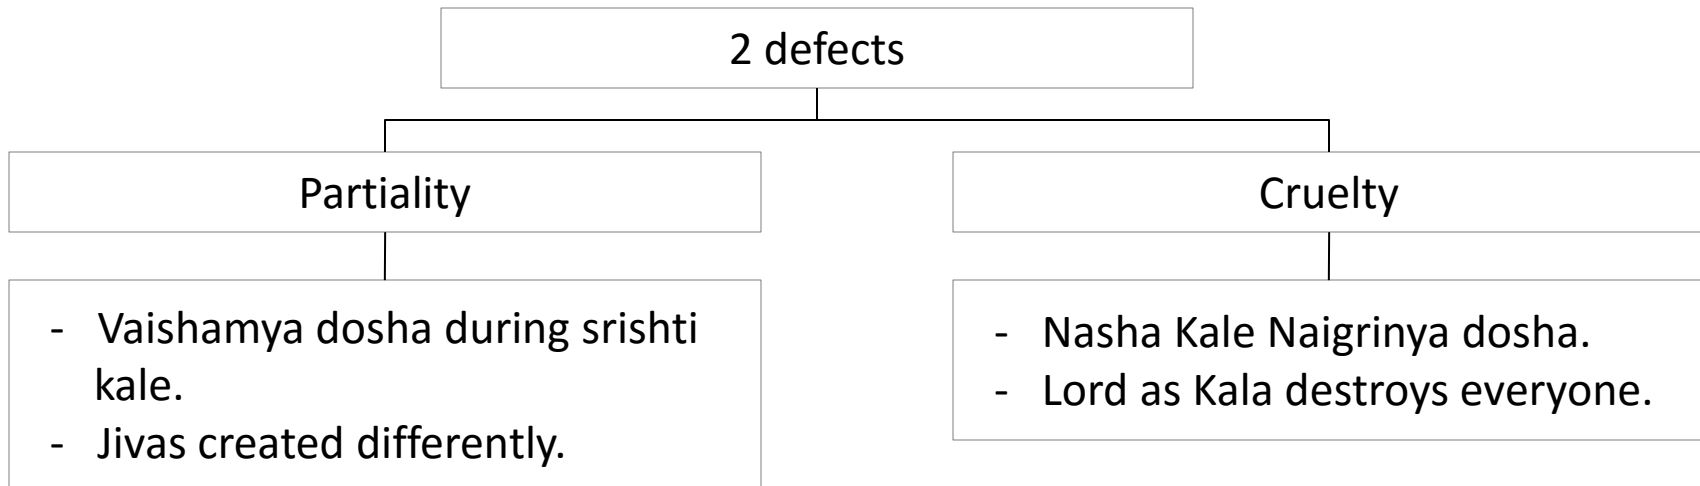 2 defects
Partiality
Cruelty
- Vaishamya dosha during srishti
kale.
- Jivas created differently.
- Nasha Kale Naigrinya dosha.
- Lord as Kala destroys everyone.